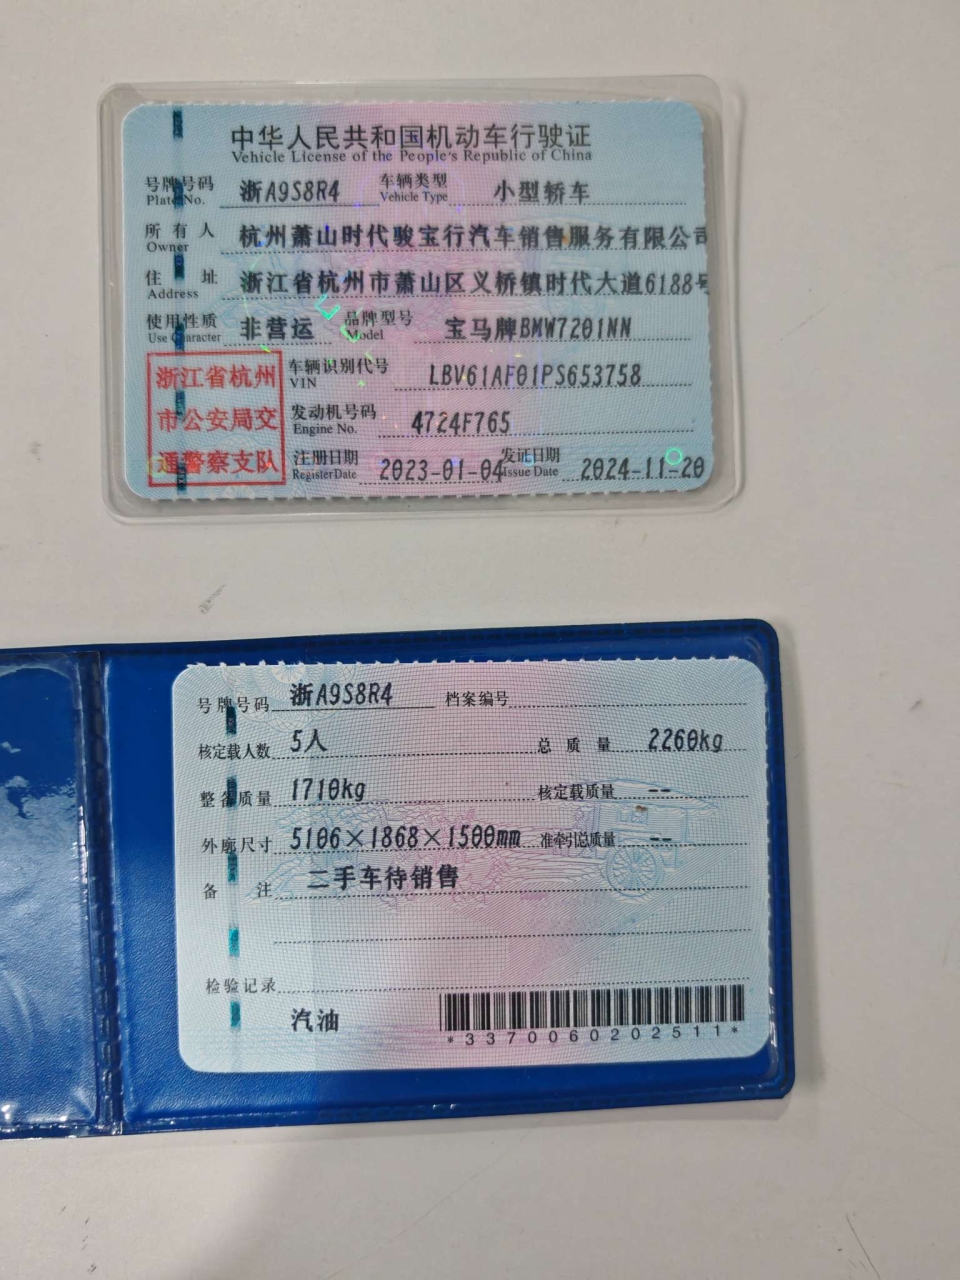 中华人民共和国机动车行驶证
Vehicle License of the People's Republic of China
号牌号码 浙A9S8R4 车辆类型 小型轿车
Plate No. Vehicle Type
所有人 杭州萧山时代骏宝行汽车销售服务有限公司
Owner
住址 浙江省杭州市萧山区义桥镇时代大道6188号
Address
使用性质 非营运 品牌型号 宝马牌BMW7201NN
Use Character Model
浙江省杭州
市公安局交
通警察支队
车辆识别代号 LBV61AF01PS653758
VIN
发动机号码 4724F765
Engine No.
注册日期 2023-01-04 发证日期 2024-11-20
Register Date Issue Date
号牌号码 浙A9S8R4 档案编号
核定载人数 5人 总质量 2260kg
整备质量 1710kg 核定载质量 --
外廓尺寸 5106×1868×1500mm 准牵引总质量 --
备注 二手车待销售
检验记录
汽油
*3370060202511*